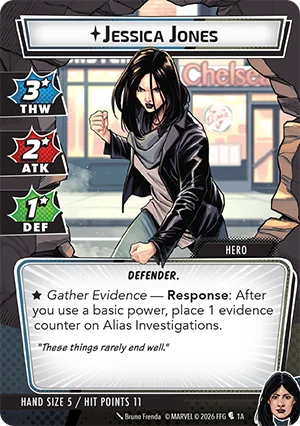 Jessica Jones
Chelse
3
THW
2
ATK
1
DEF
HERO
DEFENDER.
Gather Evidence — Response: After
you use a basic power, place 1 evidence
counter on Alias Investigations.
"These things rarely end well."
HAND SIZE 5 / HIT POINTS 11
Bruno Frenda © MARVEL © 2026 FFG 1A